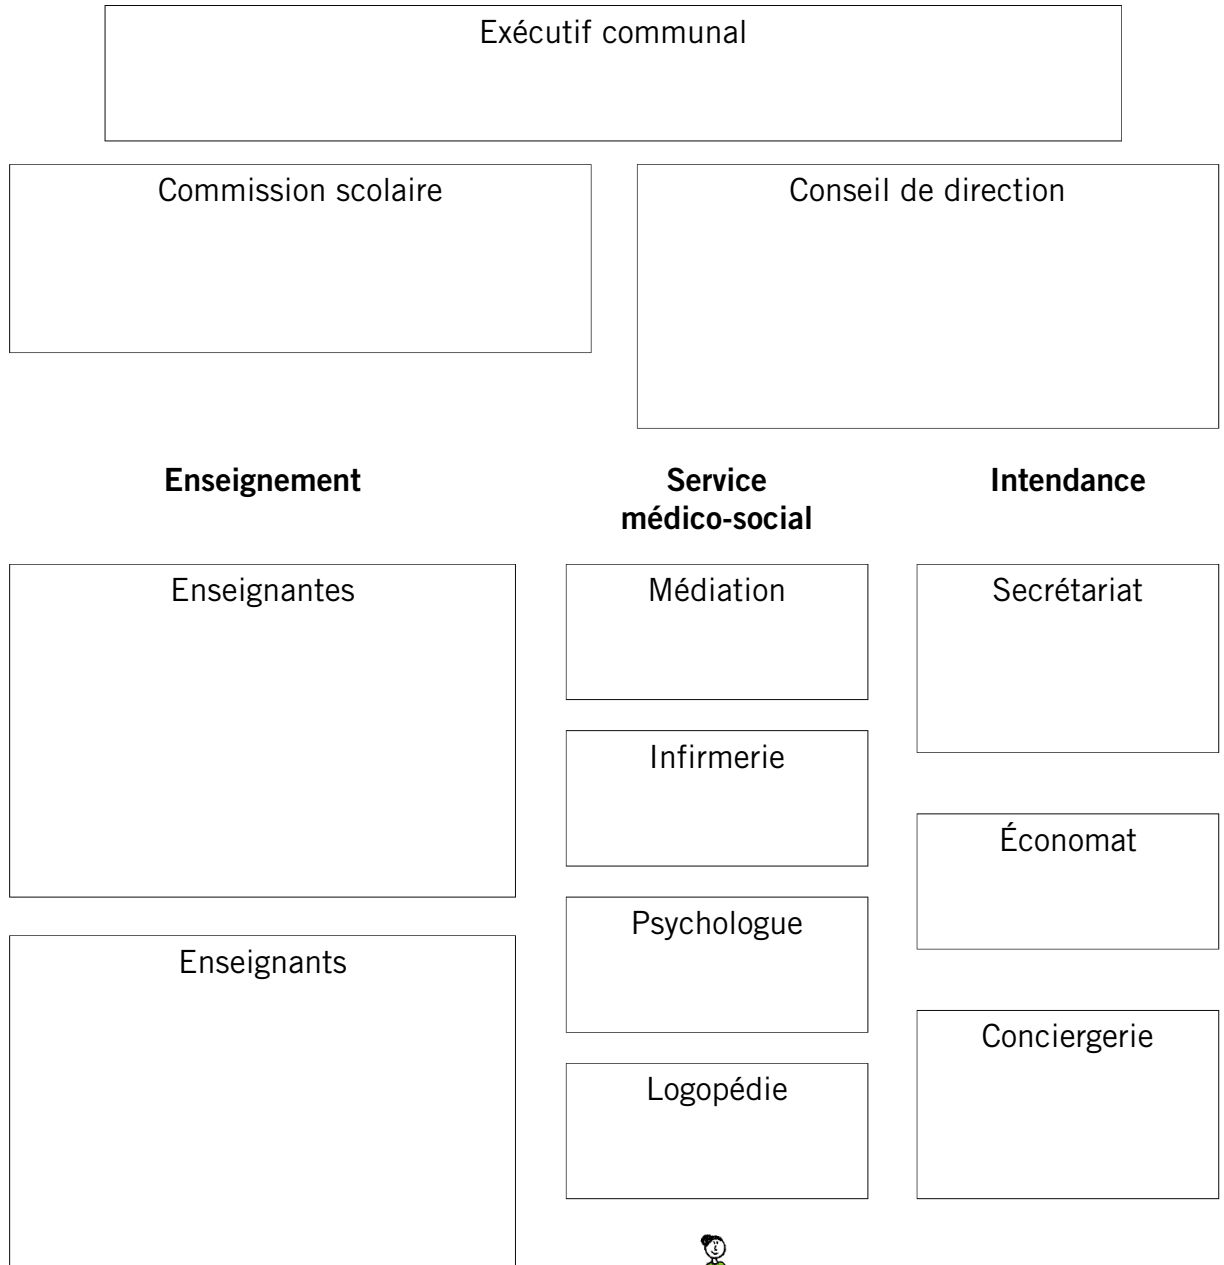 Exécutif communal
Commission scolaire
Conseil de direction
Enseignement
Service
médico-social
Intendance
Enseignantes
Médiation
Secrétariat
Infirmerie
Économat
Psychologue
Enseignants
Conciergerie
Logopédie